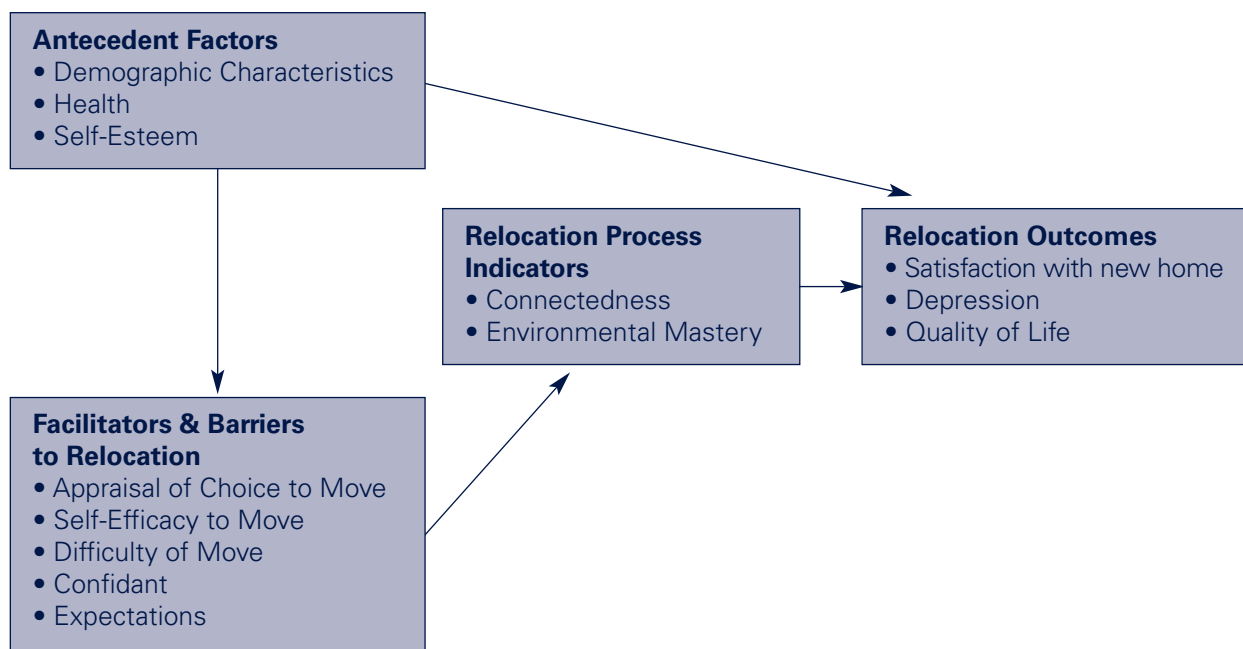 Antecedent Factors
• Demographic Characteristics
• Health
• Self-Esteem
Relocation Process
Indicators
• Connectedness
• Environmental Mastery
Relocation Outcomes
• Satisfaction with new home
• Depression
• Quality of Life
Facilitators & Barriers
to Relocation
• Appraisal of Choice to Move
• Self-Efficacy to Move
• Difficulty of Move
• Confidant
• Expectations